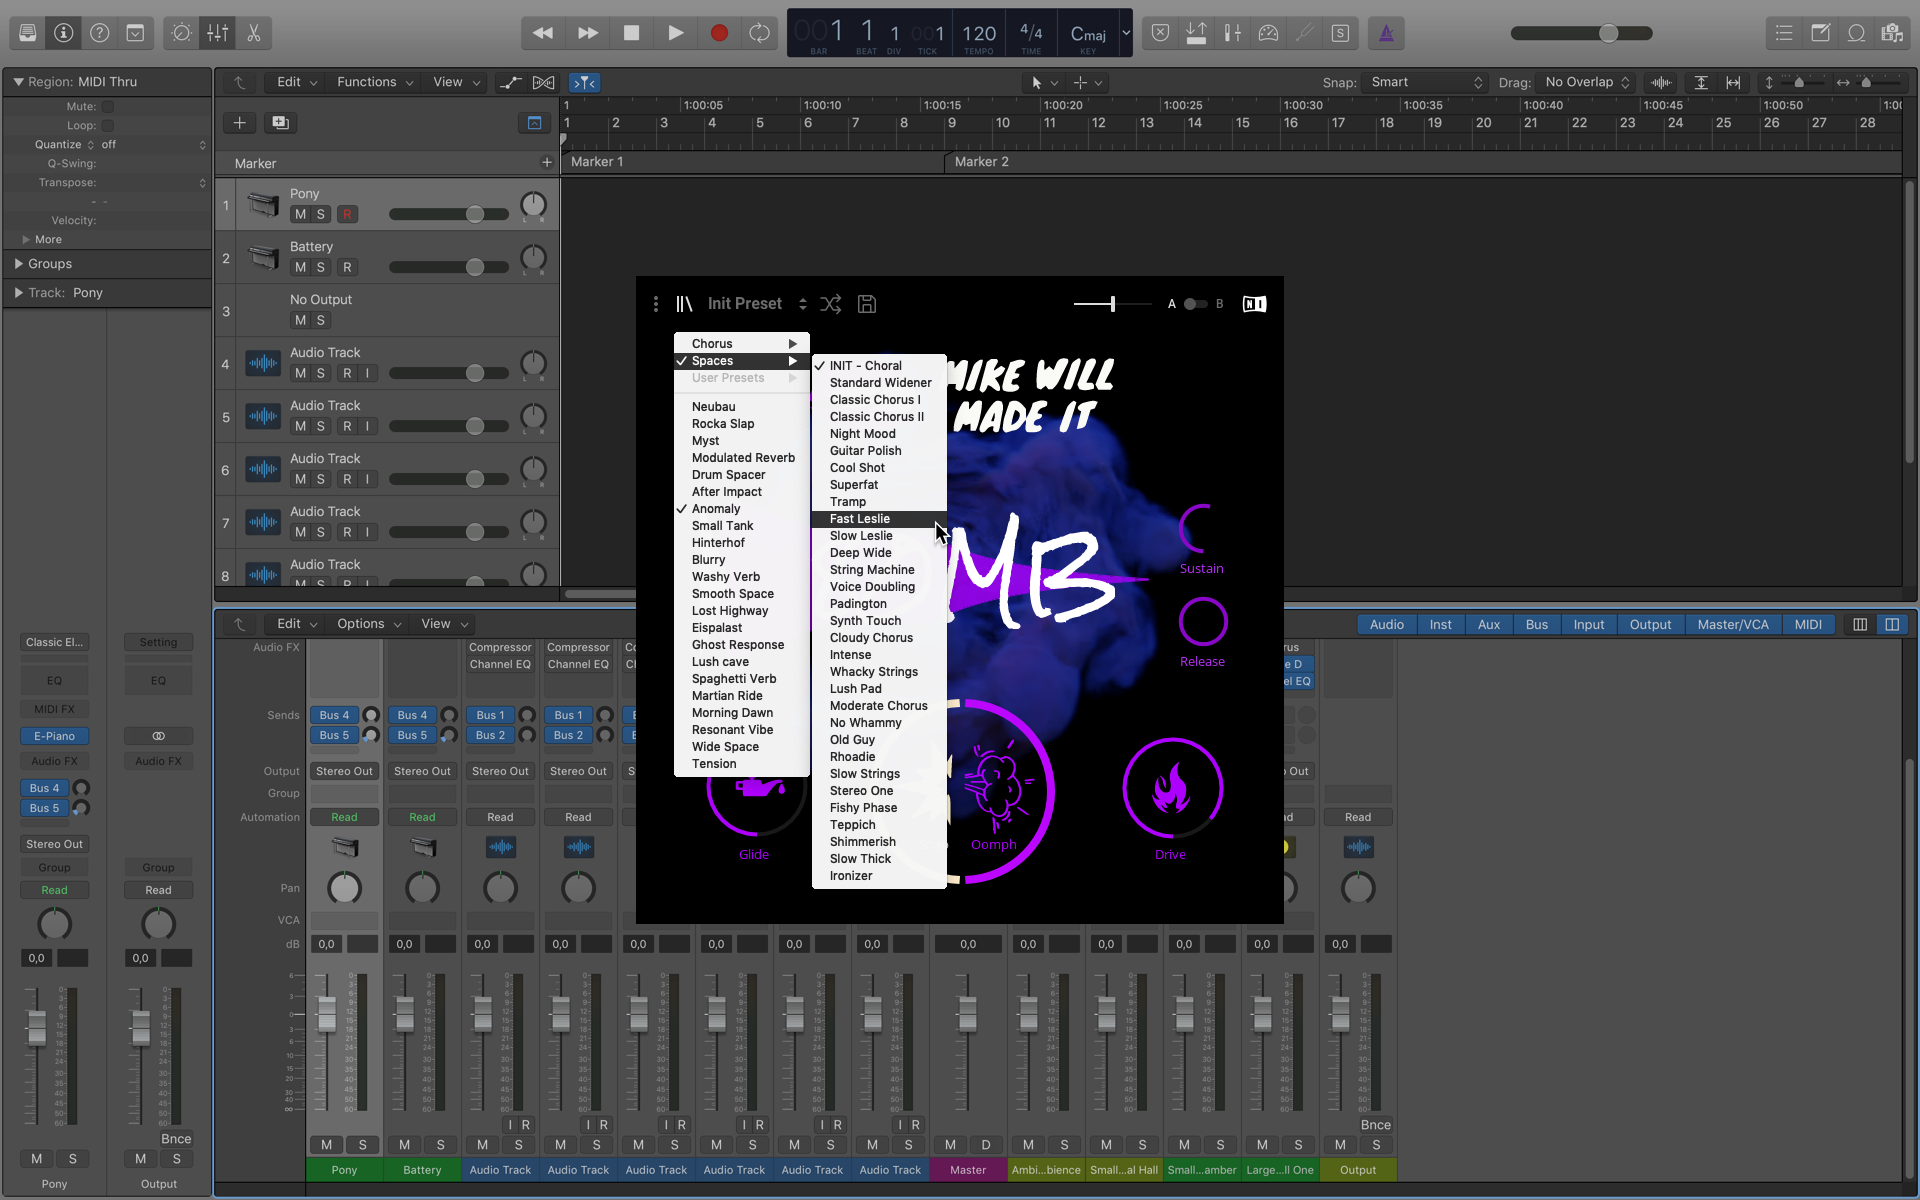 001 1 1 001 120 4/4 Cmaj
BAR BEAT DIV TICK TEMPO TIME KEY
Region: MIDI Thru
Edit Functions View
Snap: Smart Drag: No Overlap
Mute:
Loop:
Quantize off
Q-Swing:
Transpose:
Velocity:
More
Groups
Track: Pony
1 1:00:05 1:00:10 1:00:15 1:00:20 1:00:25 1:00:30 1:00:35 1:00:40 1:00:45 1:00:50 1:00
1 2 3 4 5 6 7 8 9 10 11 12 13 14 15 16 17 18 19 20 21 22 23 24 25 26 27 28
Marker
Marker 1 Marker 2
1 Pony
M S R
2 Battery
M S R
3 No Output
M S
4 Audio Track
M S R I
5 Audio Track
M S R I
6 Audio Track
M S R I
7 Audio Track
M S R I
8 Audio Track
M S R I
Init Preset
A B
Chorus
Spaces
User Presets
Neubau
Rocka Slap
Myst
Modulated Reverb
Drum Spacer
After Impact
Anomaly
Small Tank
Hinterhof
Blurry
Washy Verb
Smooth Space
Lost Highway
Eispalast
Ghost Response
Lush cave
Spaghetti Verb
Martian Ride
Morning Dawn
Resonant Vibe
Wide Space
Tension
INIT - Choral
Standard Widener
Classic Chorus I
Classic Chorus II
Night Mood
Guitar Polish
Cool Shot
Superfat
Tramp
Fast Leslie
Slow Leslie
Deep Wide
String Machine
Voice Doubling
Padington
Synth Touch
Cloudy Chorus
Intense
Whacky Strings
Lush Pad
Moderate Chorus
No Whammy
Old Guy
Rhoadie
Slow Strings
Stereo One
Fishy Phase
Teppich
Shimmerish
Slow Thick
Ironizer
MIKE WILL
MADE IT
MB
Sustain
Release
Glide
Oomph
Drive
Edit Options View
Audio Inst Aux Bus Input Output Master/VCA MIDI
Classic El... Setting
EQ EQ
MIDI FX
E-Piano
Audio FX Audio FX
Bus 4
Bus 5
Stereo Out
Group Group
Read Read
0,0 0,0
Bnce
M S M S
Pony Output
Audio FX
Compressor Compressor
Channel EQ Channel EQ
Sends
Bus 4 Bus 4 Bus 1 Bus 1
Bus 5 Bus 5 Bus 2 Bus 2
Output Stereo Out Stereo Out Stereo Out Stereo Out
Group
Automation Read Read Read Read Read
Pan
VCA
dB 0,0 0,0 0,0 0,0 0,0 0,0 0,0 0,0 0,0 0,0 0,0 0,0 0,0 0,0
I R I R I R I R I R I R Bnce
M S M S M S M S M S M S M S M S M D M S M S M S M S M S
Pony Battery Audio Track Audio Track Audio Track Audio Track Audio Track Audio Track Master Ambi...bience Small...al Hall Small...amber Large...ll One Output